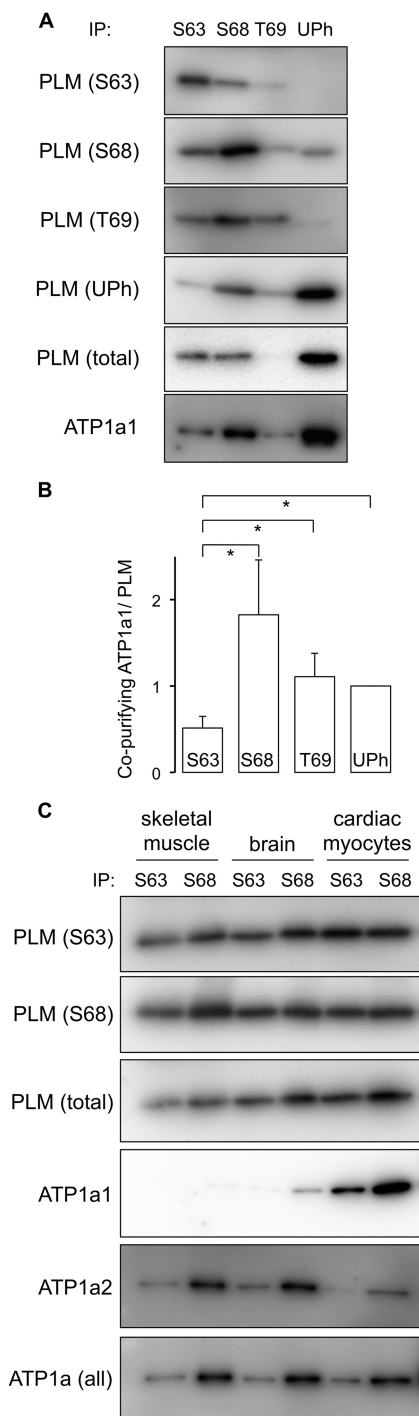 A
IP: S63 S68 T69 UPh
PLM (S63)
PLM (S68)
PLM (T69)
PLM (UPh)
PLM (total)
ATP1a1
B
*
*
*
Co-purifying ATP1a1/ PLM
2
1
0
S63 S68 T69 UPh
C
skeletal muscle
brain
cardiac myocytes
IP: S63 S68 S63 S68 S63 S68
PLM (S63)
PLM (S68)
PLM (total)
ATP1a1
ATP1a2
ATP1a (all)